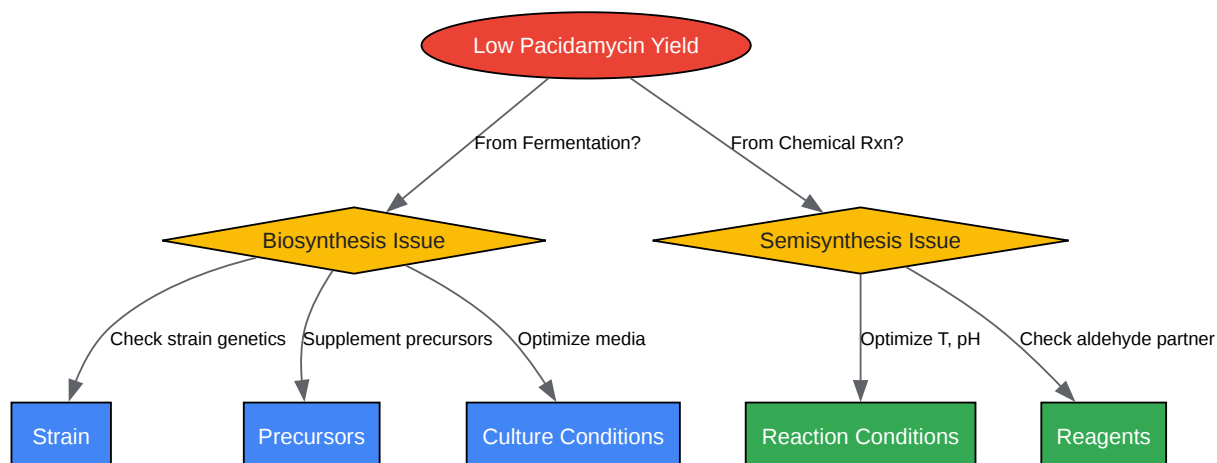 Low Pacidamycin Yield
From Fermentation?
From Chemical Rxn?
Biosynthesis Issue
Semisynthesis Issue
Check strain genetics
Supplement precursors
Optimize media
Optimize T, pH
Check aldehyde partner
Strain
Precursors
Culture Conditions
Reaction Conditions
Reagents